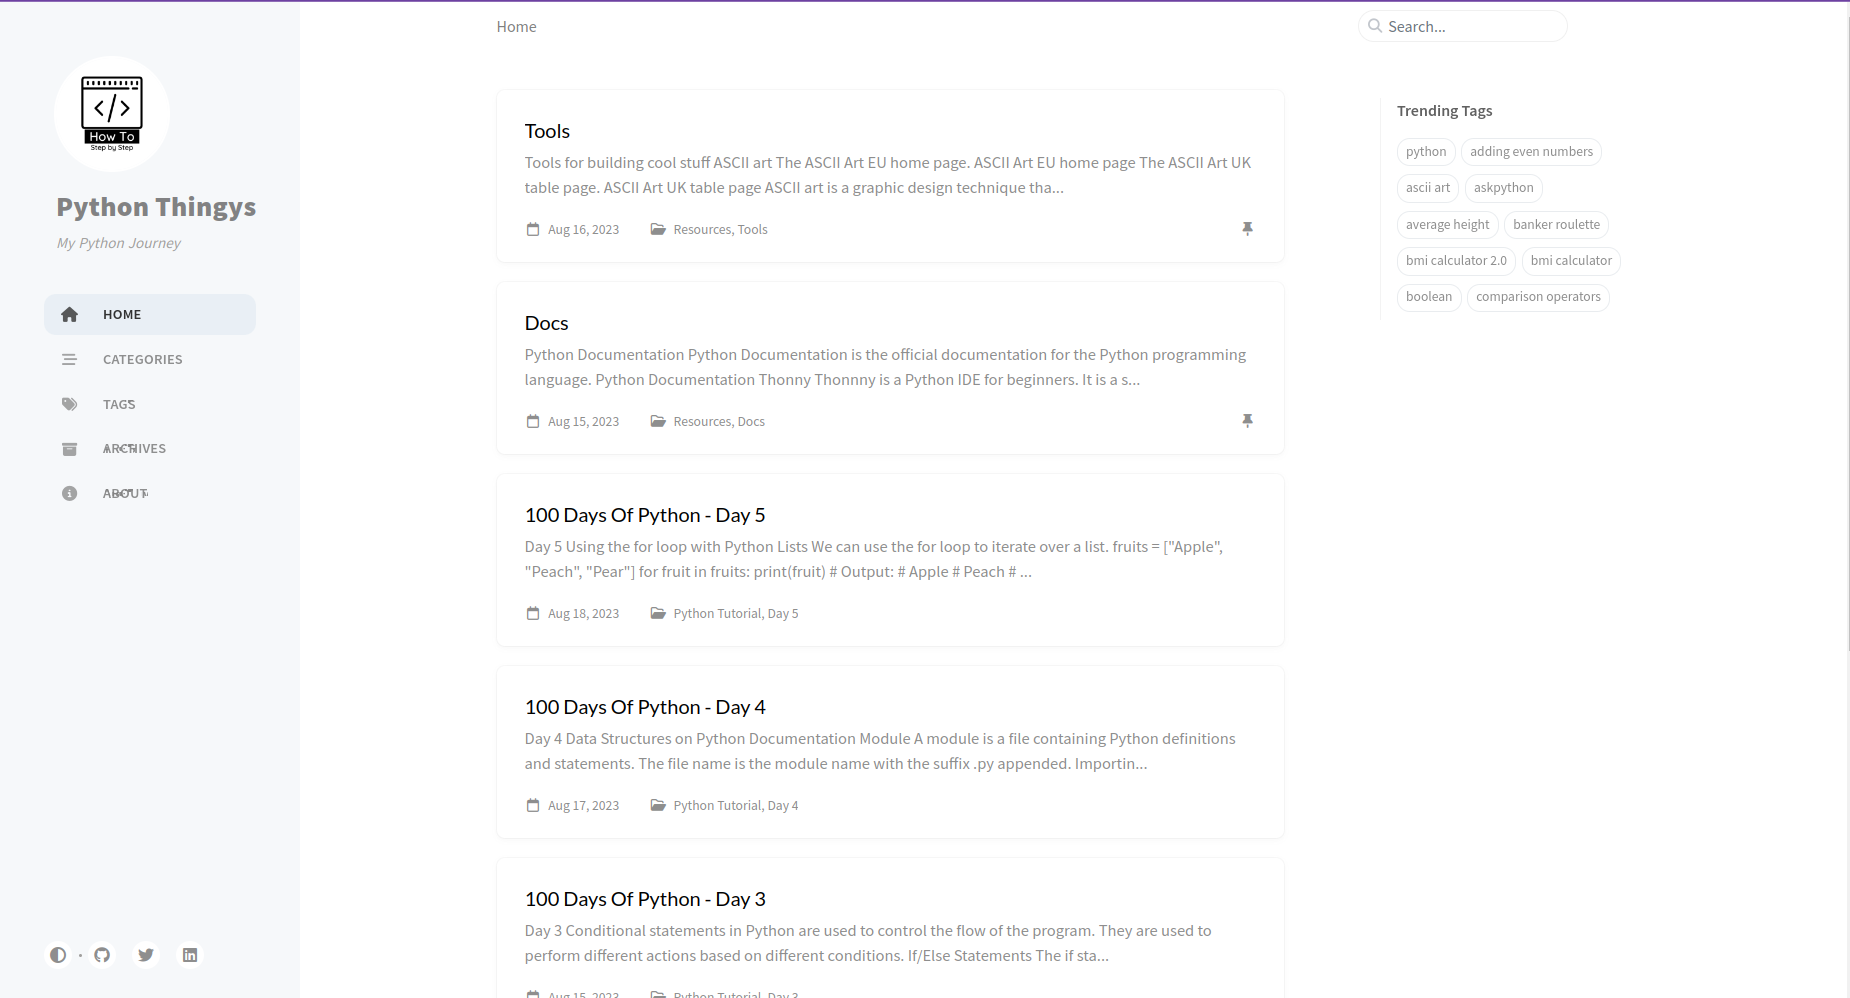 How To
Step by Step
Python Thingys
My Python Journey
HOME
CATEGORIES
TAGS
ARCHIVES
ABOUT
Home
Search...
Tools
Tools for building cool stuff ASCII art The ASCII Art EU home page. ASCII Art EU home page The ASCII Art UK
table page. ASCII Art UK table page ASCII art is a graphic design technique tha...
Aug 16, 2023 Resources, Tools
Docs
Python Documentation Python Documentation is the official documentation for the Python programming
language. Python Documentation Thonny Thonnny is a Python IDE for beginners. It is a s...
Aug 15, 2023 Resources, Docs
100 Days Of Python - Day 5
Day 5 Using the for loop with Python Lists We can use the for loop to iterate over a list. fruits = ["Apple",
"Peach", "Pear"] for fruit in fruits: print(fruit) # Output: # Apple # Peach # ...
Aug 18, 2023 Python Tutorial, Day 5
100 Days Of Python - Day 4
Day 4 Data Structures on Python Documentation Module A module is a file containing Python definitions
and statements. The file name is the module name with the suffix .py appended. Importin...
Aug 17, 2023 Python Tutorial, Day 4
100 Days Of Python - Day 3
Day 3 Conditional statements in Python are used to control the flow of the program. They are used to
perform different actions based on different conditions. If/Else Statements The if sta...
Aug 15, 2023 Python Tutorial, Day 3
Trending Tags
python adding even numbers
ascii art askpython
average height banker roulette
bmi calculator 2.0 bmi calculator
boolean comparison operators